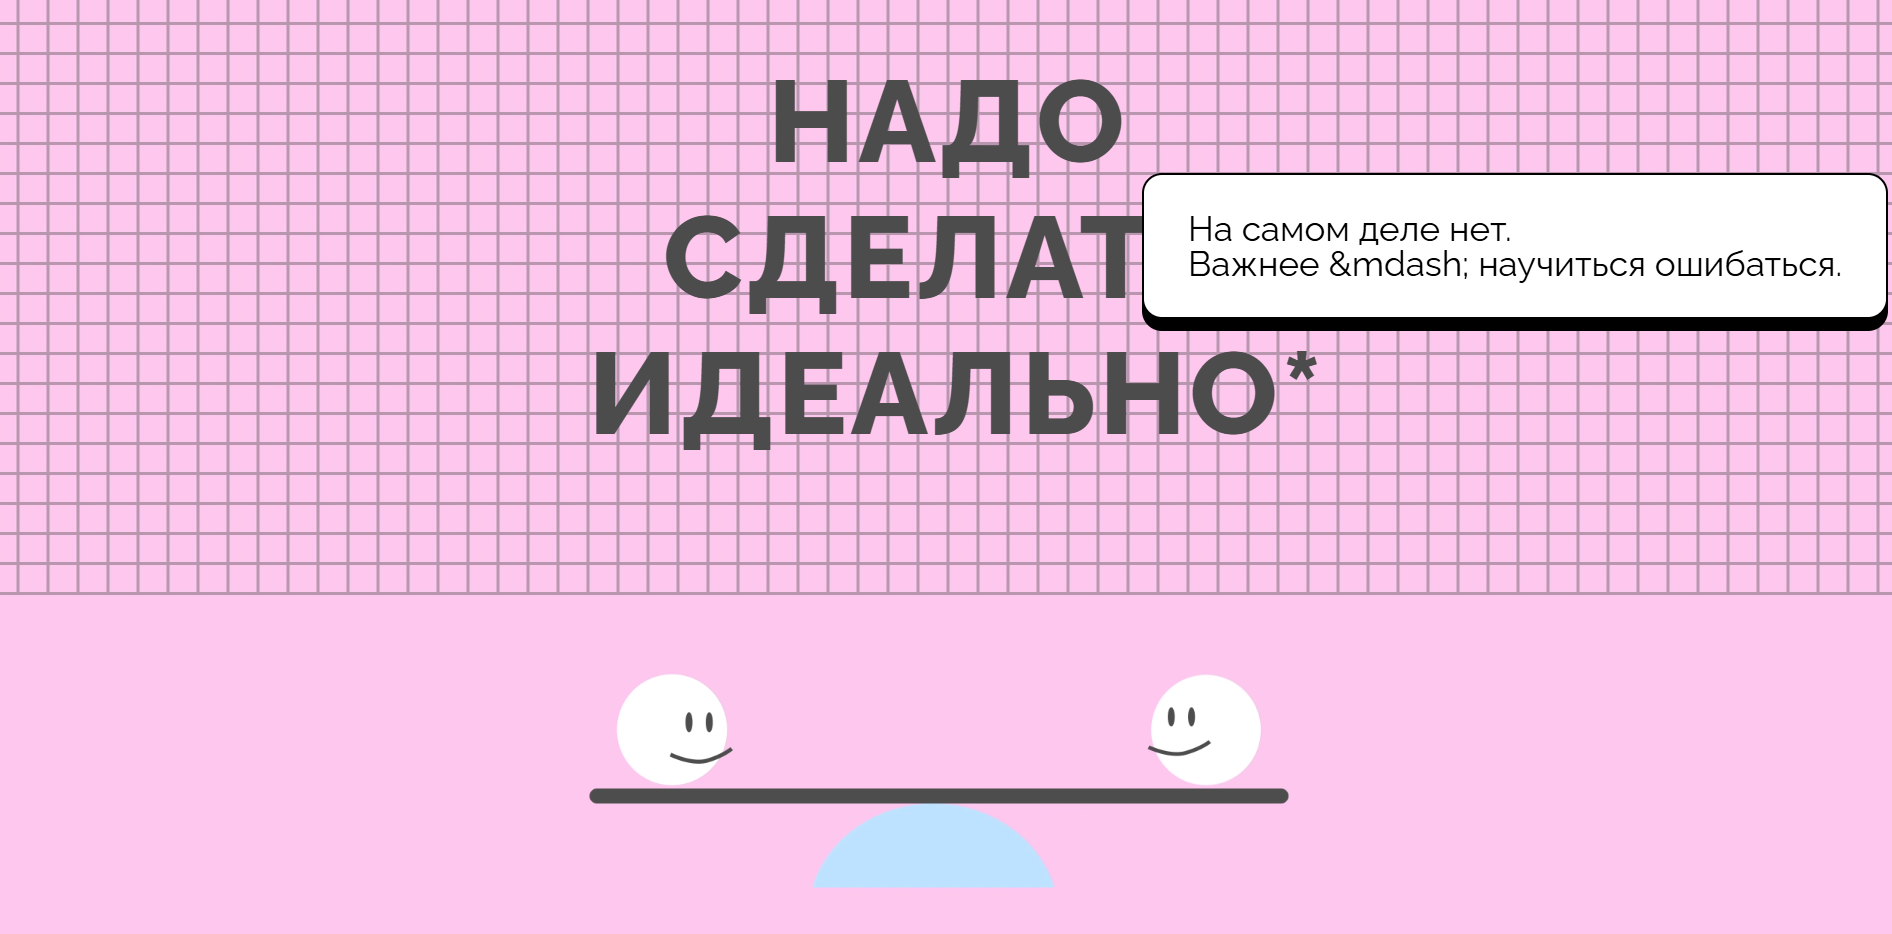 НАДО
СДЕЛАТ
ИДЕАЛЬНО*
На самом деле нет.
Важнее &mdash; научиться ошибаться.